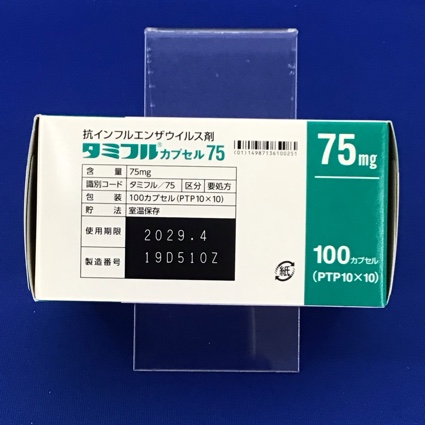 抗インフルエンザウイルス剤
タミフル® カプセル 75
(01)14987136100251
含 量 75mg
識別コード タミフル/75 区分 要処方
包 装 100カプセル(PTP10×10)
貯 法 室温保存
使用期限 2029.4
製造番号 19D510Z
紙
75mg
100カプセル
(PTP10×10)